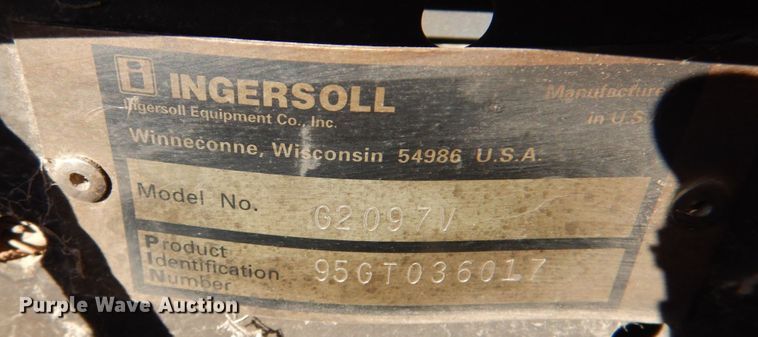 INGERSOLL
Ingersoll Equipment Co., Inc.
Winneconne, Wisconsin 54986 U.S.A.
Manufacture
in U.S
Model No. G2097V
Product
Identification 95GT036017
Number
Purple Wave Auction